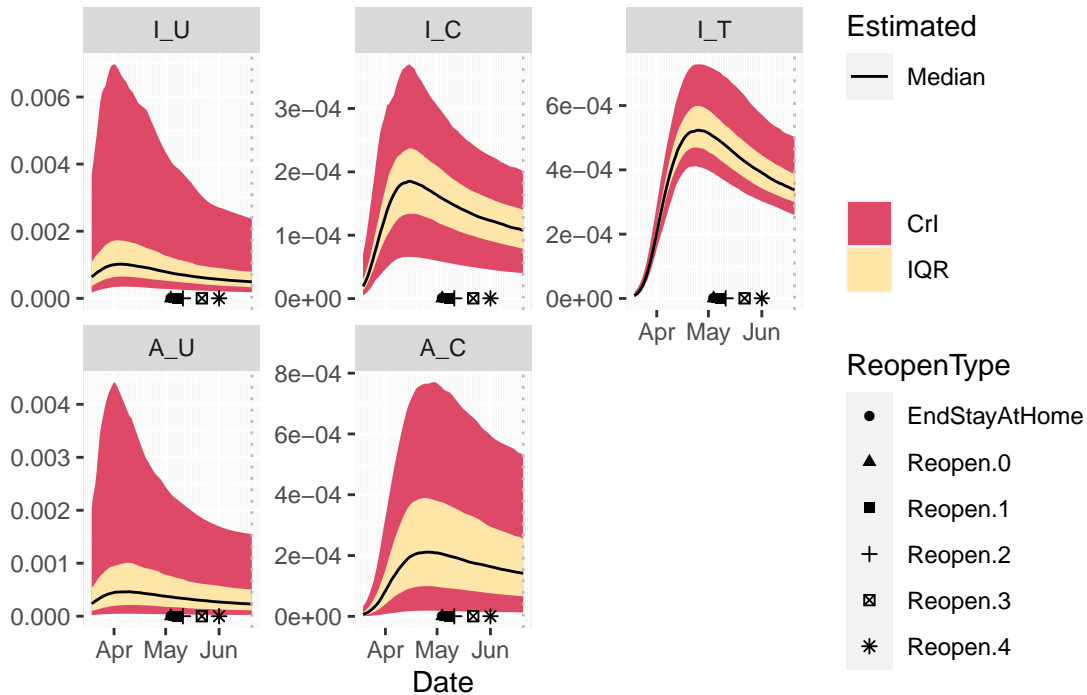 I_U
I_C
I_T
0.006
0.004
0.002
0.000
3e−04
2e−04
1e−04
0e+00
6e−04
4e−04
2e−04
0e+00
Apr May Jun
A_U
A_C
0.004
0.003
0.002
0.001
0.000
8e−04
6e−04
4e−04
2e−04
0e+00
Apr May Jun
Apr May Jun
Date
Estimated
Median
CrI
IQR
ReopenType
EndStayAtHome
Reopen.0
Reopen.1
Reopen.2
Reopen.3
Reopen.4